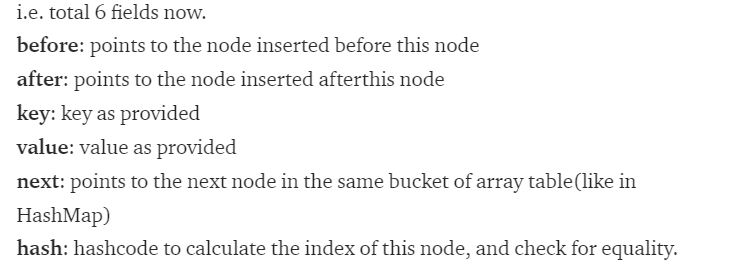 i.e. total 6 fields now.
before: points to the node inserted before this node
after: points to the node inserted afterthis node
key: key as provided
value: value as provided
next: points to the next node in the same bucket of array table(like in
HashMap)
hash: hashcode to calculate the index of this node, and check for equality.